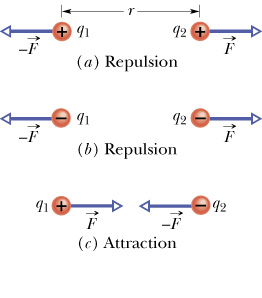 r
+ q₁ q₂ +
−F⃗ F⃗
(a) Repulsion
− q₁ q₂ −
−F⃗ F⃗
(b) Repulsion
q₁ + − q₂
F⃗ −F⃗
(c) Attraction